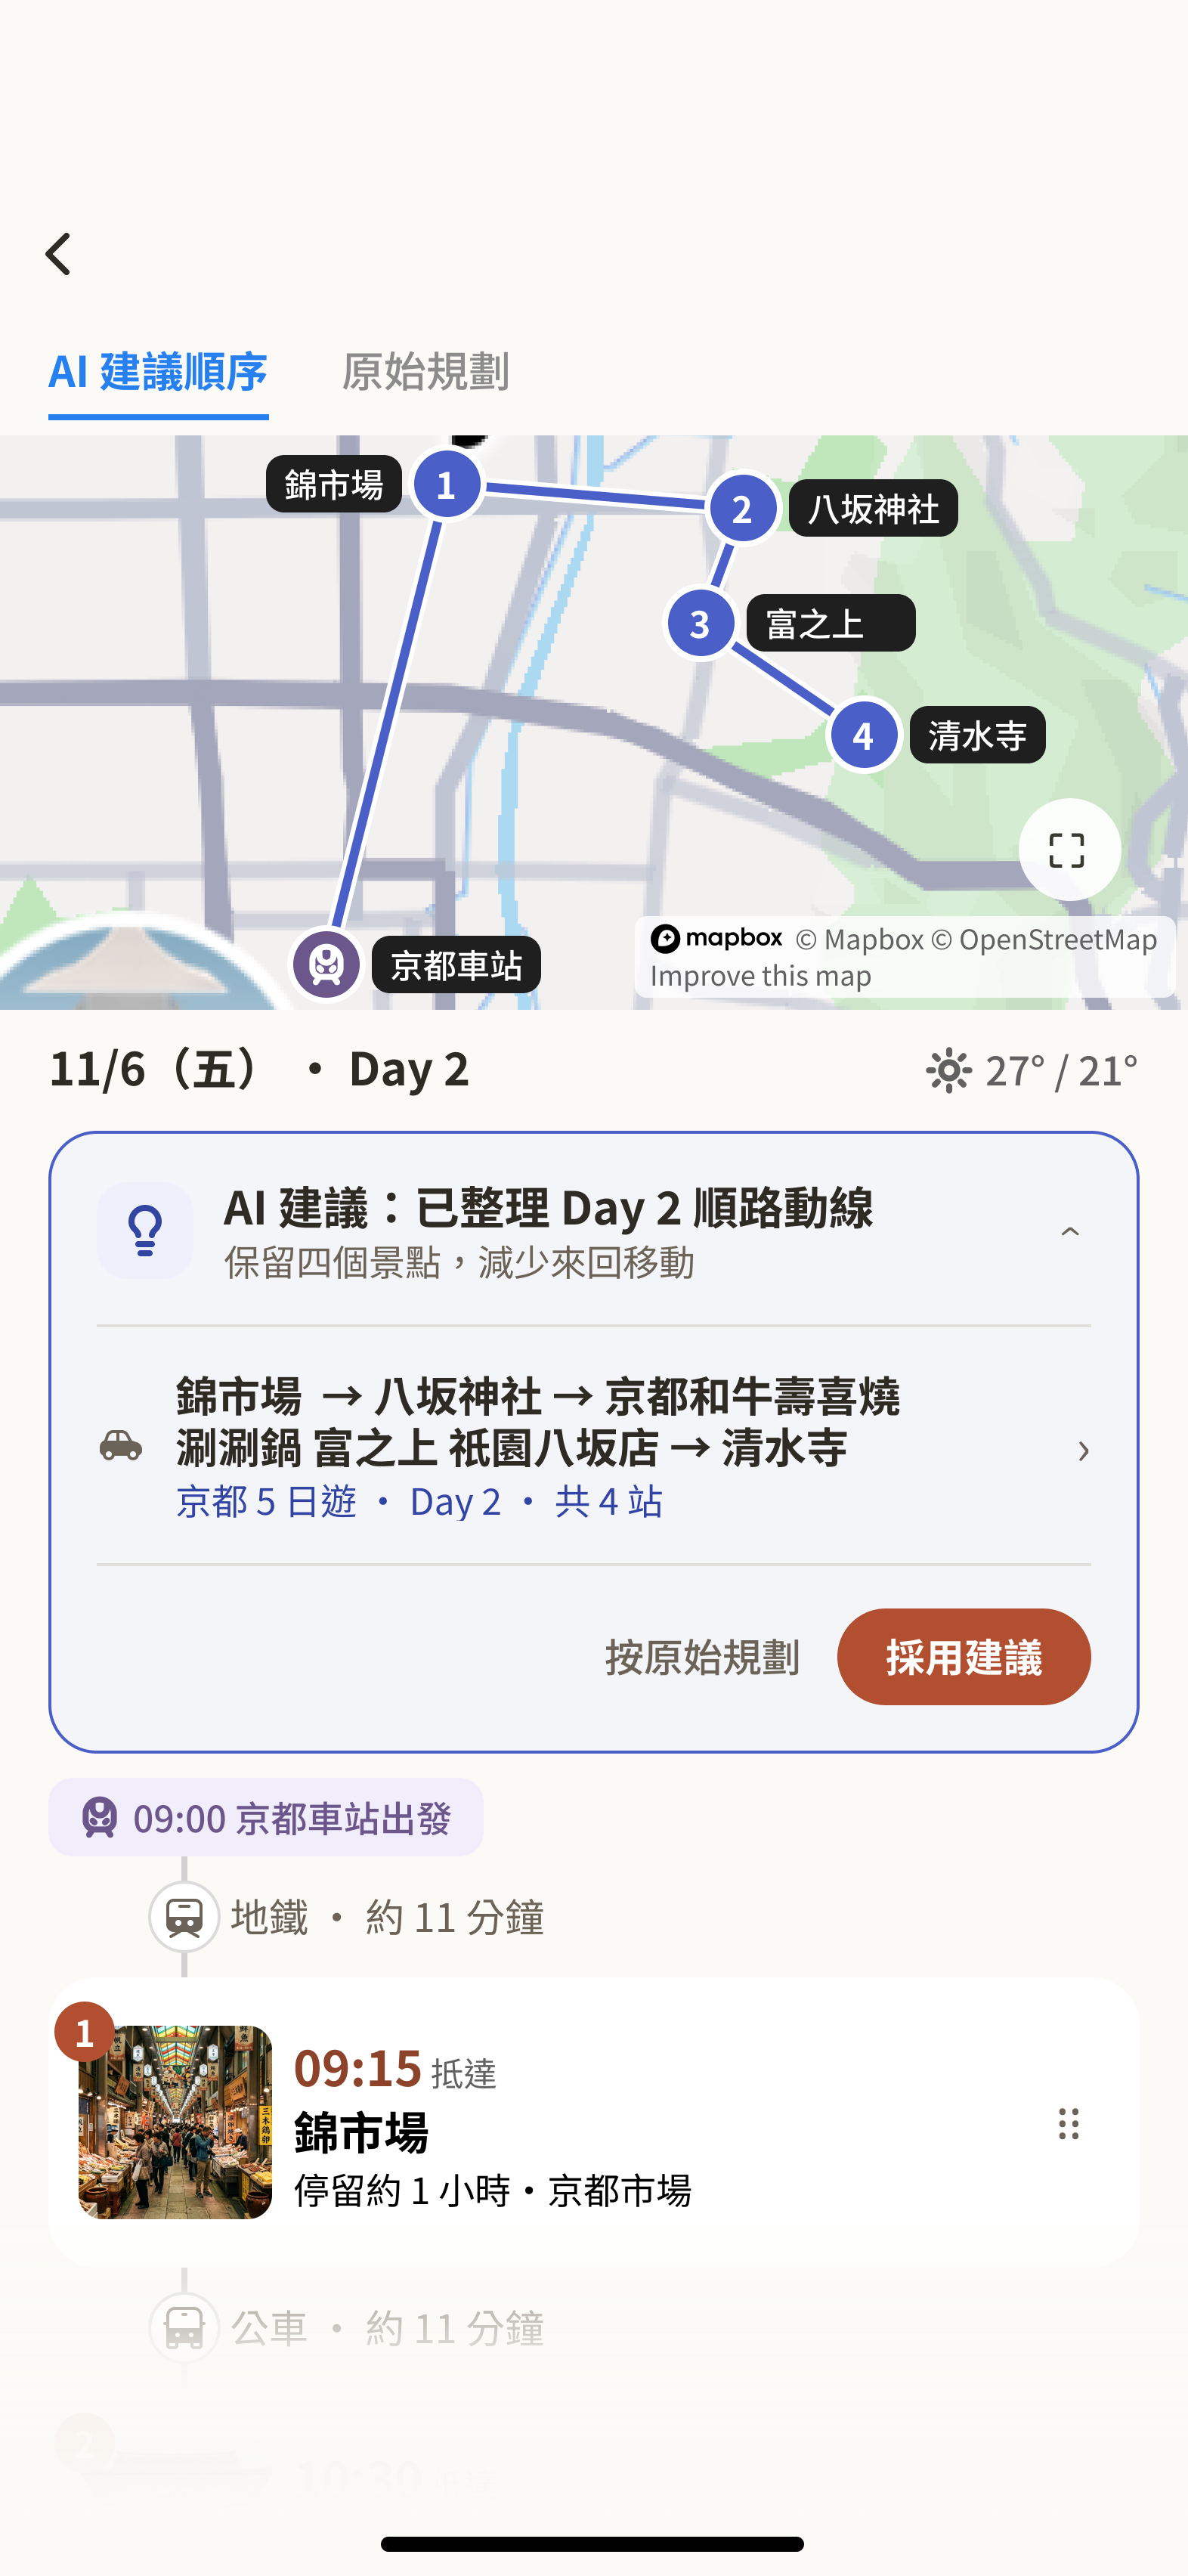 AI 建議順序
原始規劃
錦市場
1
2
八坂神社
3
富之上
4
清水寺
京都車站
mapbox © Mapbox © OpenStreetMap
Improve this map
11/6（五） · Day 2
27° / 21°
AI 建議：已整理 Day 2 順路動線
保留四個景點，減少來回移動
錦市場 → 八坂神社 → 京都和牛壽喜燒
涮涮鍋 富之上 祇園八坂店 → 清水寺
京都 5 日遊 · Day 2 · 共 4 站
按原始規劃
採用建議
09:00 京都車站出發
地鐵 · 約 11 分鐘
1
09:15 抵達
錦市場
停留約 1 小時・京都市場
公車 · 約 11 分鐘
2
10:30